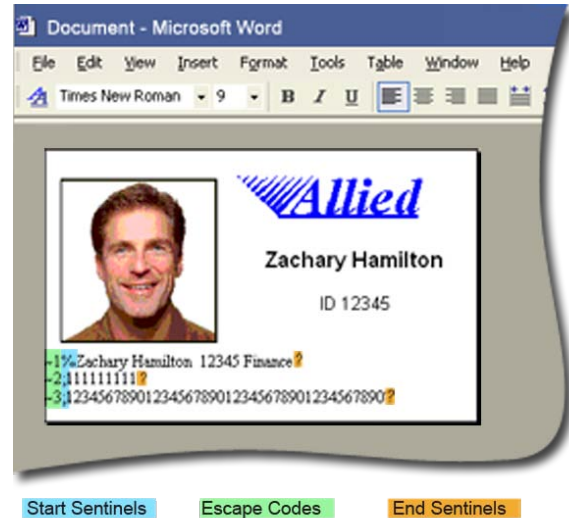 Document - Microsoft Word
File Edit View Insert Format Tools Table Window Help
Times New Roman 9 B I U
Allied
Zachary Hamilton
ID 12345
~1%Zachary Hamilton 12345 Finance?
~2;111111111?
~3;1234567890123456789012345678901234567890?
Start Sentinels Escape Codes End Sentinels